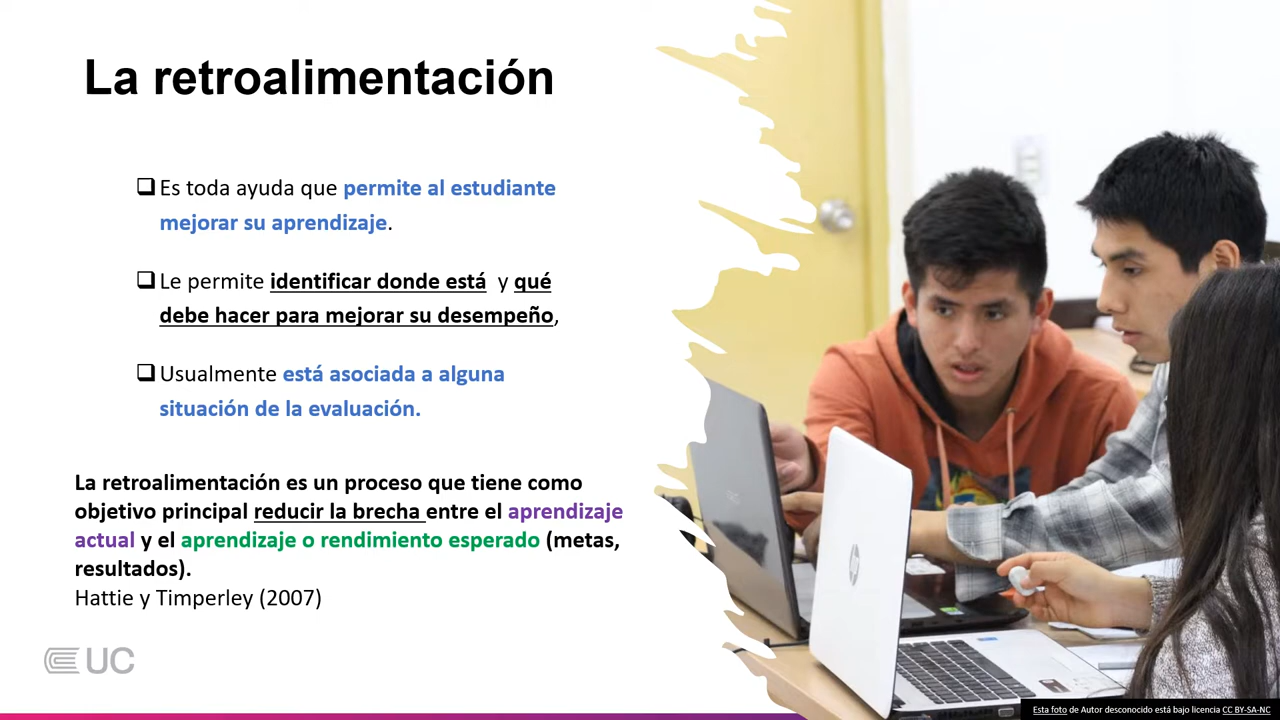 La retroalimentación
❑ Es toda ayuda que permite al estudiante
mejorar su aprendizaje.
❑ Le permite identificar donde está y qué
debe hacer para mejorar su desempeño,
❑ Usualmente está asociada a alguna
situación de la evaluación.
La retroalimentación es un proceso que tiene como
objetivo principal reducir la brecha entre el aprendizaje
actual y el aprendizaje o rendimiento esperado (metas,
resultados).
Hattie y Timperley (2007)
UC
hp
Esta foto de Autor desconocido está bajo licencia CC BY-SA-NC